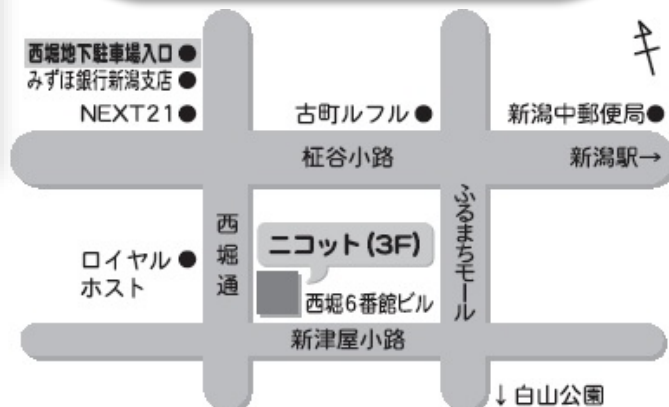 西堀地下駐車場入口●
みずほ銀行新潟支店●
NEXT21●
古町ルフル●
新潟中郵便局●
柾谷小路
新潟駅→
西堀通
ふるまちモール
ロイヤル●
ホスト
ニコット(3F)
西堀6番館ビル
新津屋小路
↓白山公園